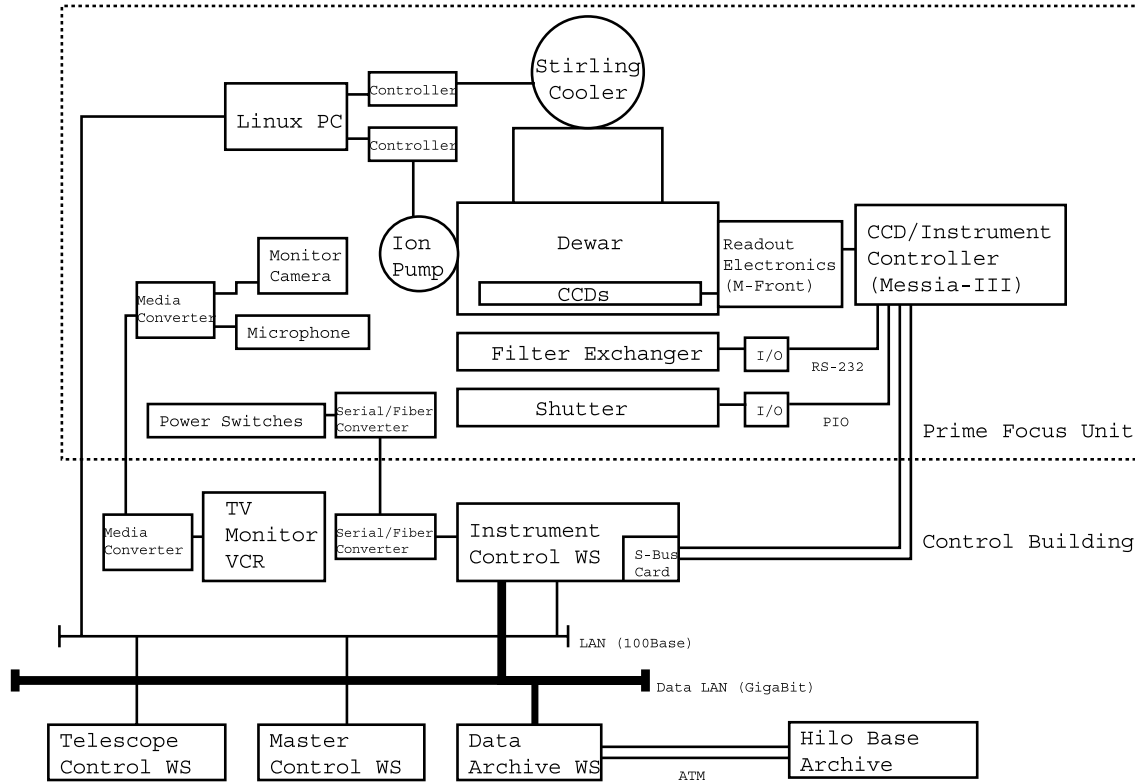 Stirling
Cooler
Controller
Linux PC
Controller
Ion
Pump
Dewar
CCDs
Readout
Electronics
(M-Front)
CCD/Instrument
Controller
(Messia-III)
Monitor
Camera
Media
Converter
Microphone
Filter Exchanger
I/O
RS-232
Shutter
I/O
PIO
Power Switches
Serial/Fiber
Converter
Prime Focus Unit
TV
Monitor
VCR
Media
Converter
Serial/Fiber
Converter
Instrument
Control WS
S-Bus
Card
Control Building
LAN (100Base)
Data LAN (GigaBit)
Telescope
Control WS
Master
Control WS
Data
Archive WS
ATM
Hilo Base
Archive